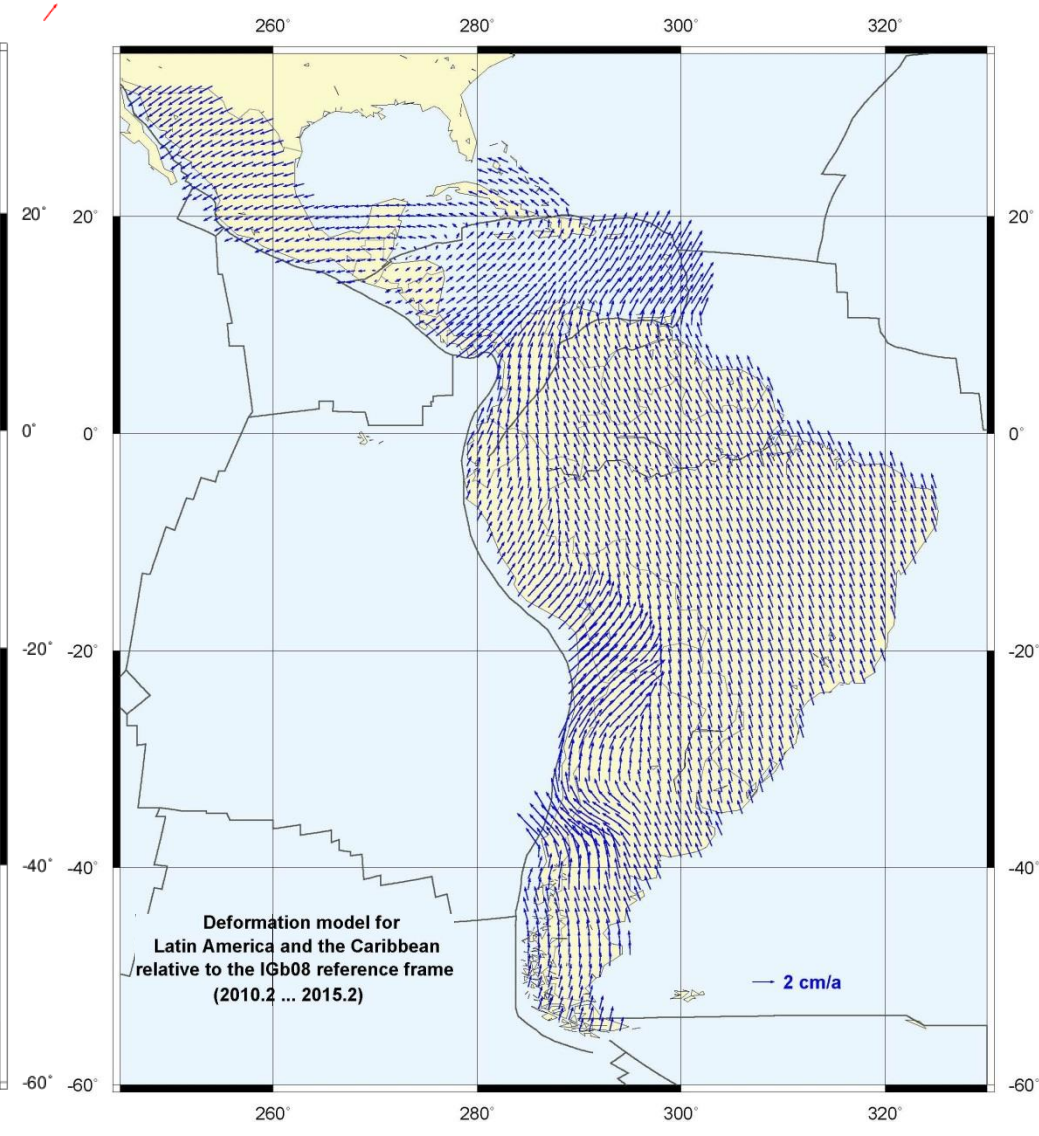 260° 280° 300° 320°
20° 20° 20°
0° 0° 0°
-20° -20° -20°
-40° -40° -40°
Deformation model for
Latin America and the Caribbean
relative to the IGb08 reference frame
(2010.2 ... 2015.2)
2 cm/a
-60° -60° -60°
260° 280° 300° 320°